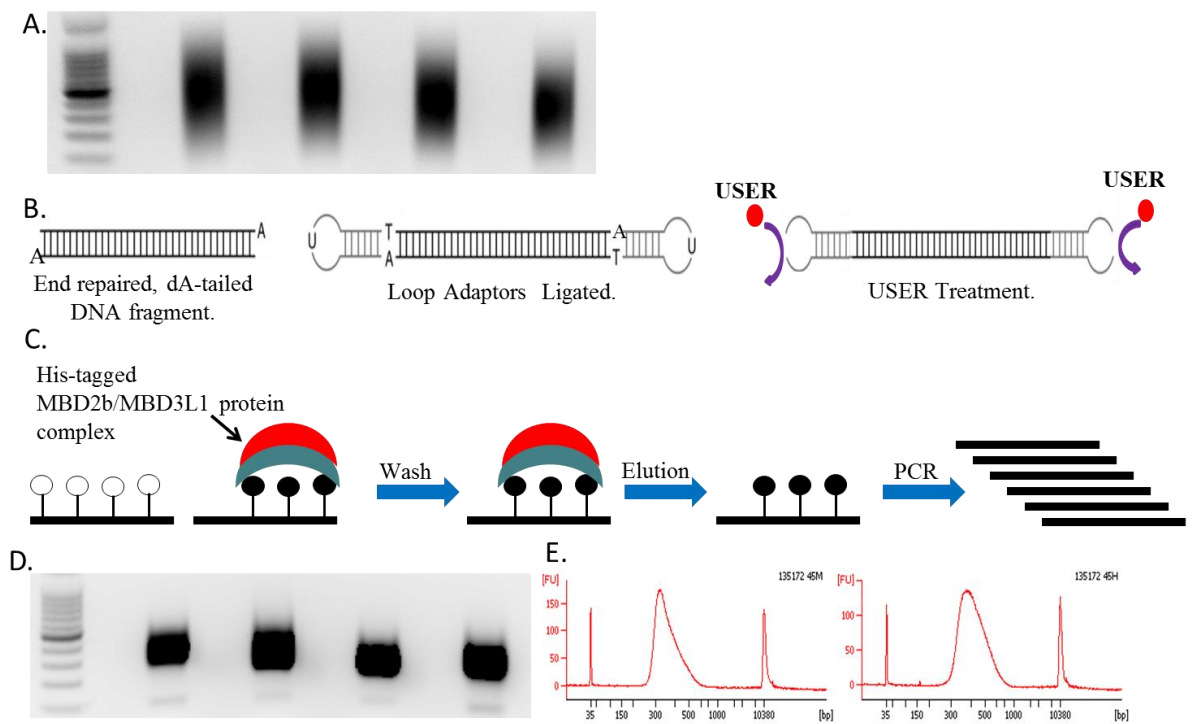 A.
B.
USER
USER
A
A
U
T
A
A
T
U
End repaired, dA-tailed
DNA fragment.
Loop Adaptors Ligated.
USER Treatment.
C.
His-tagged
MBD2b/MBD3L1 protein
complex
Wash
Elution
PCR
D.
E.
[FU]
135172 45M
150
100
50
0
35 150 300 500 1000 10380 [bp]
[FU]
135172 45H
100
50
0
35 150 300 500 1000 10380 [bp]